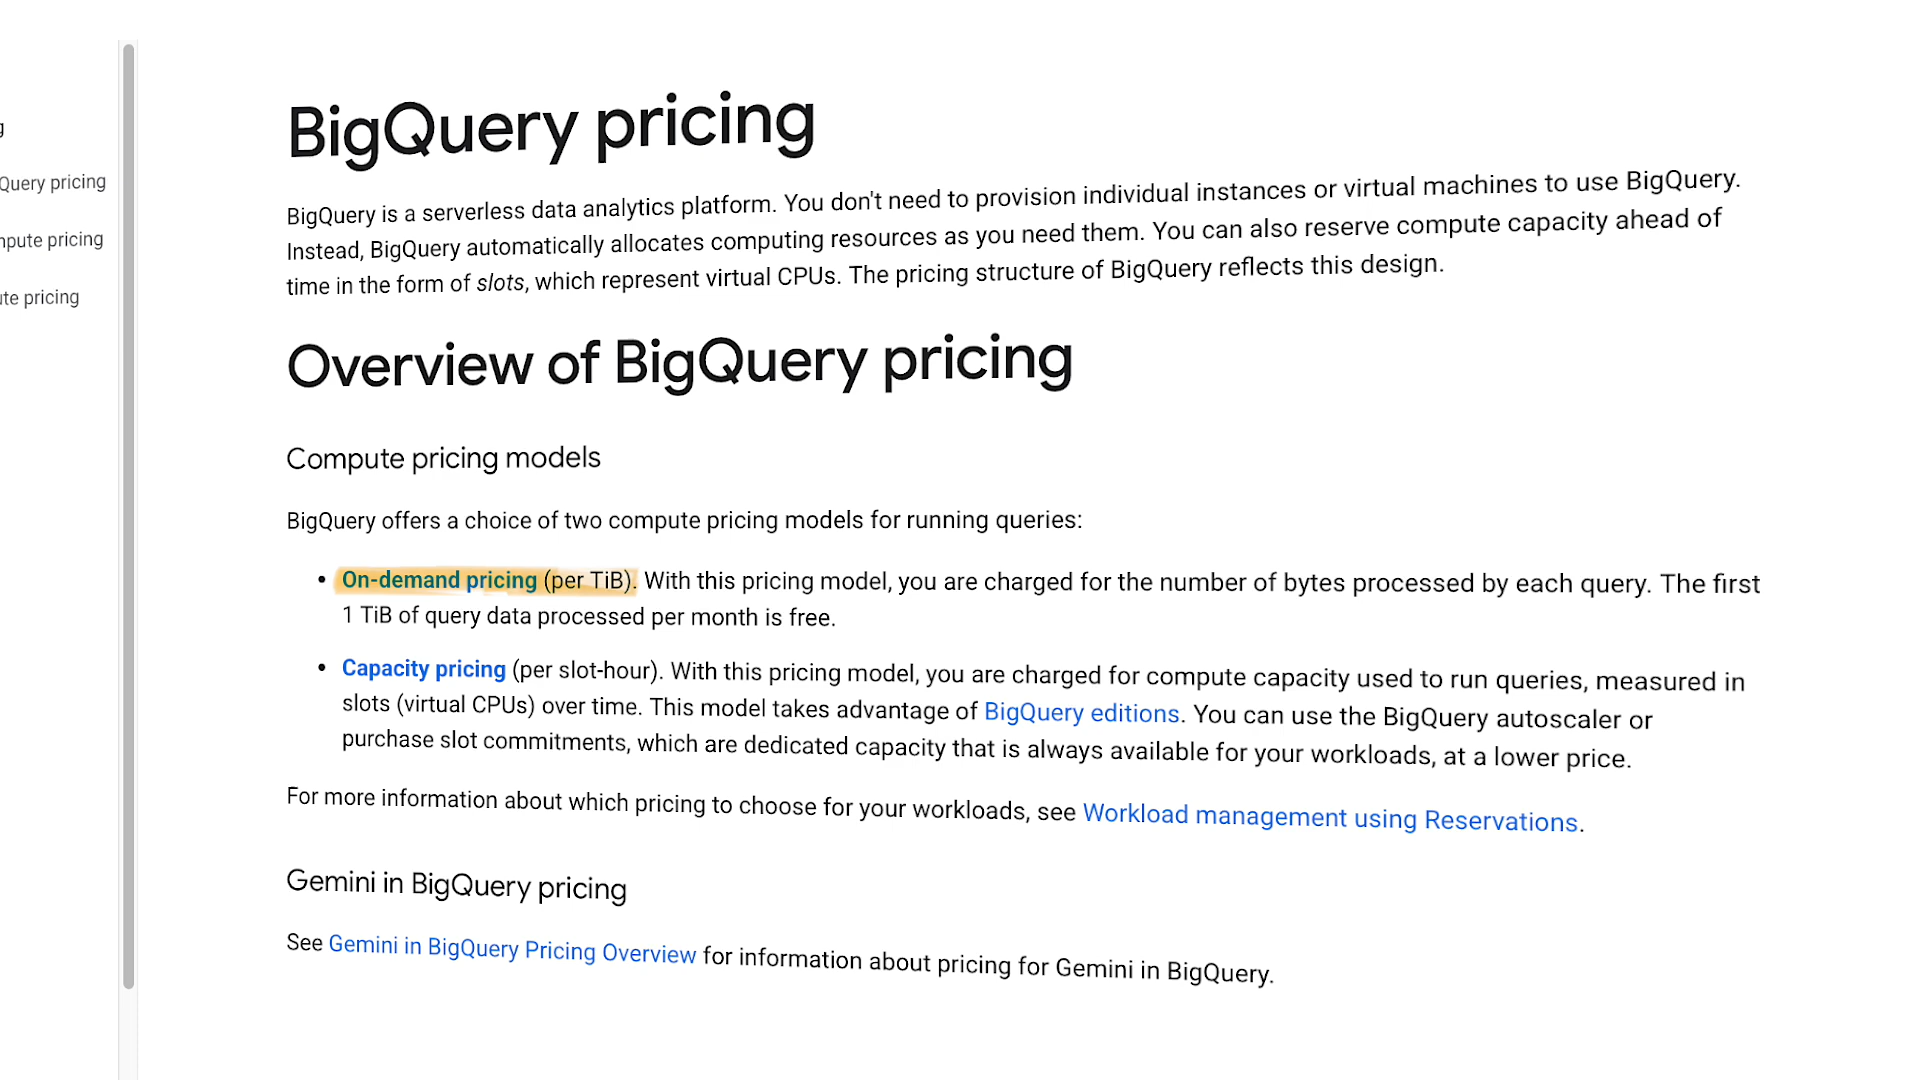 BigQuery pricing
BigQuery is a serverless data analytics platform. You don't need to provision individual instances or virtual machines to use BigQuery.
Instead, BigQuery automatically allocates computing resources as you need them. You can also reserve compute capacity ahead of
time in the form of slots, which represent virtual CPUs. The pricing structure of BigQuery reflects this design.
Query pricing
pricing
pricing
Overview of BigQuery pricing
Compute pricing models
BigQuery offers a choice of two compute pricing models for running queries:
• On-demand pricing (per TiB). With this pricing model, you are charged for the number of bytes processed by each query. The first
1 TiB of query data processed per month is free.
• Capacity pricing (per slot-hour). With this pricing model, you are charged for compute capacity used to run queries, measured in
slots (virtual CPUs) over time. This model takes advantage of BigQuery editions. You can use the BigQuery autoscaler or
purchase slot commitments, which are dedicated capacity that is always available for your workloads, at a lower price.
For more information about which pricing to choose for your workloads, see Workload management using Reservations.
Gemini in BigQuery pricing
See Gemini in BigQuery Pricing Overview for information about pricing for Gemini in BigQuery.